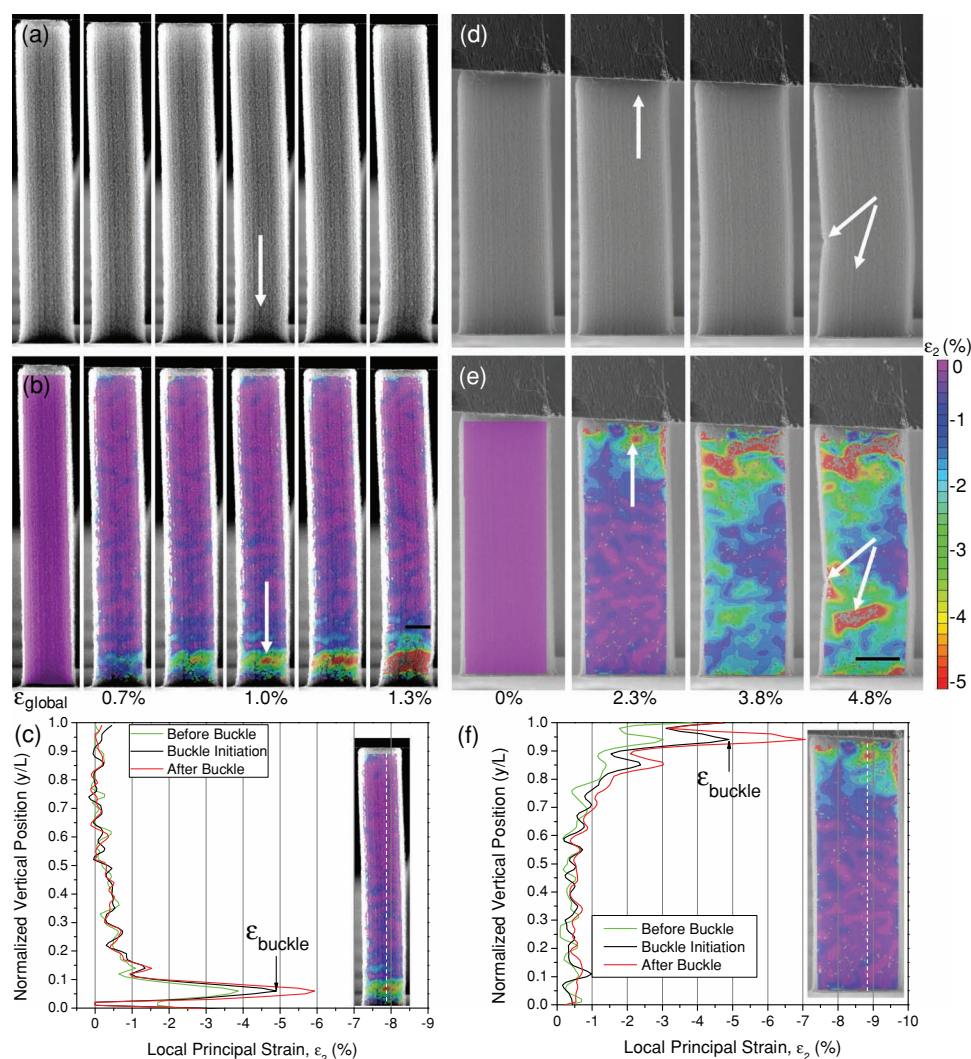 (a)
(d)
(b)
(e)
ε₂ (%)
0
-1
-2
-3
-4
-5
ε_global
0.7%
1.0%
1.3%
0%
2.3%
3.8%
4.8%
(c)
Normalized Vertical Position (y/L)
1.0
0.9
0.8
0.7
0.6
0.5
0.4
0.3
0.2
0.1
0.0
Before Buckle
Buckle Initiation
After Buckle
ε_buckle
0 -1 -2 -3 -4 -5 -6 -7 -8 -9
(f)
Normalized Vertical Position (y/L)
1.0
0.9
0.8
0.7
0.6
0.5
0.4
0.3
0.2
0.1
0.0
ε_buckle
Before Buckle
Buckle Initiation
After Buckle
0 -1 -2 -3 -4 -5 -6 -7 -8 -9 -10
Local Principal Strain, ε₂ (%)
Local Principal Strain, ε₂ (%)